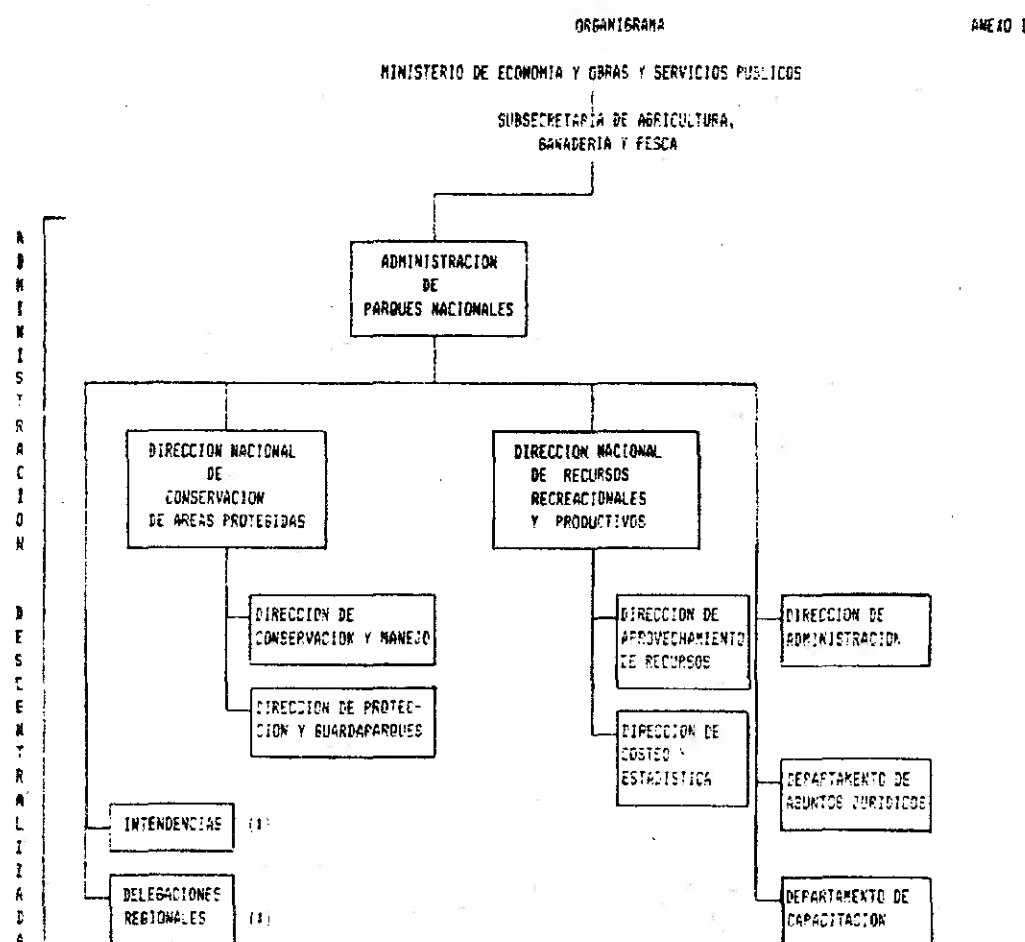 ORGANIGRAMA
ANEXO I
MINISTERIO DE ECONOMIA Y OBRAS Y SERVICIOS PUBLICOS
SUBSECRETARIA DE AGRICULTURA,
GANADERIA Y PESCA
ADMINISTRACION DESCENTRALIZADA
ADMINISTRACION
DE
PARQUES NACIONALES
DIRECCION NACIONAL
DE
CONSERVACION
DE AREAS PROTEGIDAS
DIRECCION NACIONAL
DE RECURSOS
RECREACIONALES
Y PRODUCTIVOS
DIRECCION DE
CONSERVACION Y MANEJO
DIRECCION DE PROTEC-
CION Y GUARDAPARQUES
DIRECCION DE
APROVECHAMIENTO
DE RECURSOS
DIRECCION DE
COSTEO Y
ESTADISTICA
DIRECCION DE
ADMINISTRACION
DEPARTAMENTO DE
ASUNTOS JURIDICOS
DEPARTAMENTO DE
CAPACITACION
INTENDENCIAS (1)
DELEGACIONES
REGIONALES (1)